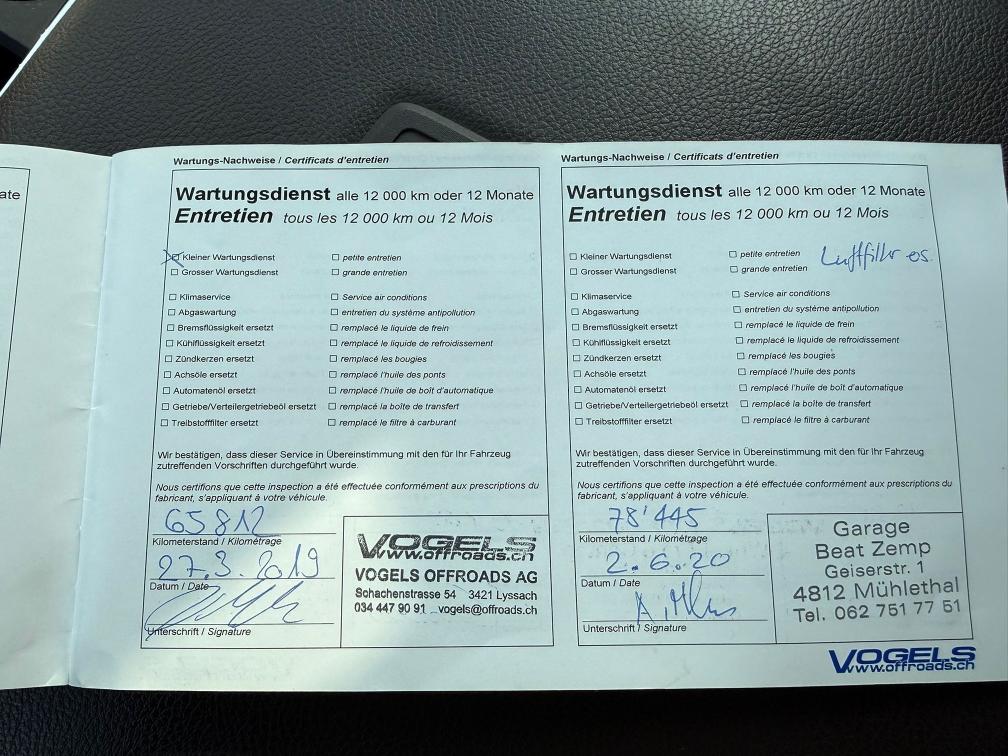 ate
Wartungs-Nachweise / Certificats d'entretien
Wartungsdienst alle 12 000 km oder 12 Monate
Entretien tous les 12 000 km ou 12 Mois
Kleiner Wartungsdienst petite entretien
Grosser Wartungsdienst grande entretien
Klimaservice Service air conditions
Abgaswartung entretien du système antipollution
Bremsflüssigkeit ersetzt remplacé le liquide de frein
Kühlflüssigkeit ersetzt remplacé le liquide de refroidissement
Zündkerzen ersetzt remplacé les bougies
Achsöle ersetzt remplacé l'huile des ponts
Automatenöl ersetzt remplacé l'huile de boît d'automatique
Getriebe/Verteilergetriebeöl ersetzt remplacé la boîte de transfert
Treibstofffilter ersetzt remplacé le filtre à carburant
Wir bestätigen, dass dieser Service in Übereinstimmung mit den für Ihr Fahrzeug
zutreffenden Vorschriften durchgeführt wurde.
Nous certifions que cette inspection a été effectuée conformément aux prescriptions du
fabricant, s'appliquant à votre véhicule.
65812
Kilometerstand / Kilométrage
27.3.2019
Datum / Date
Unterschrift / Signature
VOGELS
www.offroads.ch
VOGELS OFFROADS AG
Schachenstrasse 54 3421 Lyssach
034 447 90 91 vogels@offroads.ch
Wartungs-Nachweise / Certificats d'entretien
Wartungsdienst alle 12 000 km oder 12 Monate
Entretien tous les 12 000 km ou 12 Mois
Kleiner Wartungsdienst petite entretien
Grosser Wartungsdienst grande entretien
Luftfilter
Klimaservice Service air conditions
Abgaswartung entretien du système antipollution
Bremsflüssigkeit ersetzt remplacé le liquide de frein
Kühlflüssigkeit ersetzt remplacé le liquide de refroidissement
Zündkerzen ersetzt remplacé les bougies
Achsöle ersetzt remplacé l'huile des ponts
Automatenöl ersetzt remplacé l'huile de boît d'automatique
Getriebe/Verteilergetriebeöl ersetzt remplacé la boîte de transfert
Treibstofffilter ersetzt remplacé le filtre à carburant
Wir bestätigen, dass dieser Service in Übereinstimmung mit den für Ihr Fahrzeug
zutreffenden Vorschriften durchgeführt wurde.
Nous certifions que cette inspection a été effectuée conformément aux prescriptions du
fabricant, s'appliquant à votre véhicule.
78'445
Kilometerstand / Kilométrage
2.6.20
Datum / Date
Unterschrift / Signature
Garage
Beat Zemp
Geiserstr. 1
4812 Mühlethal
Tel. 062 751 77 51
VOGELS
www.offroads.ch